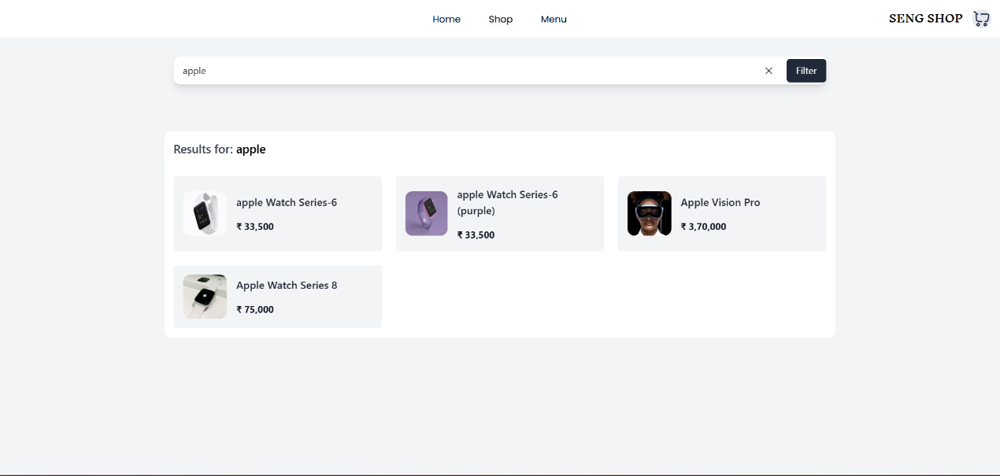 Home Shop Menu SENG SHOP
apple Filter
Results for: apple
apple Watch Series-6
₹ 33,500
apple Watch Series-6
(purple)
₹ 33,500
Apple Vision Pro
₹ 3,70,000
Apple Watch Series 8
₹ 75,000